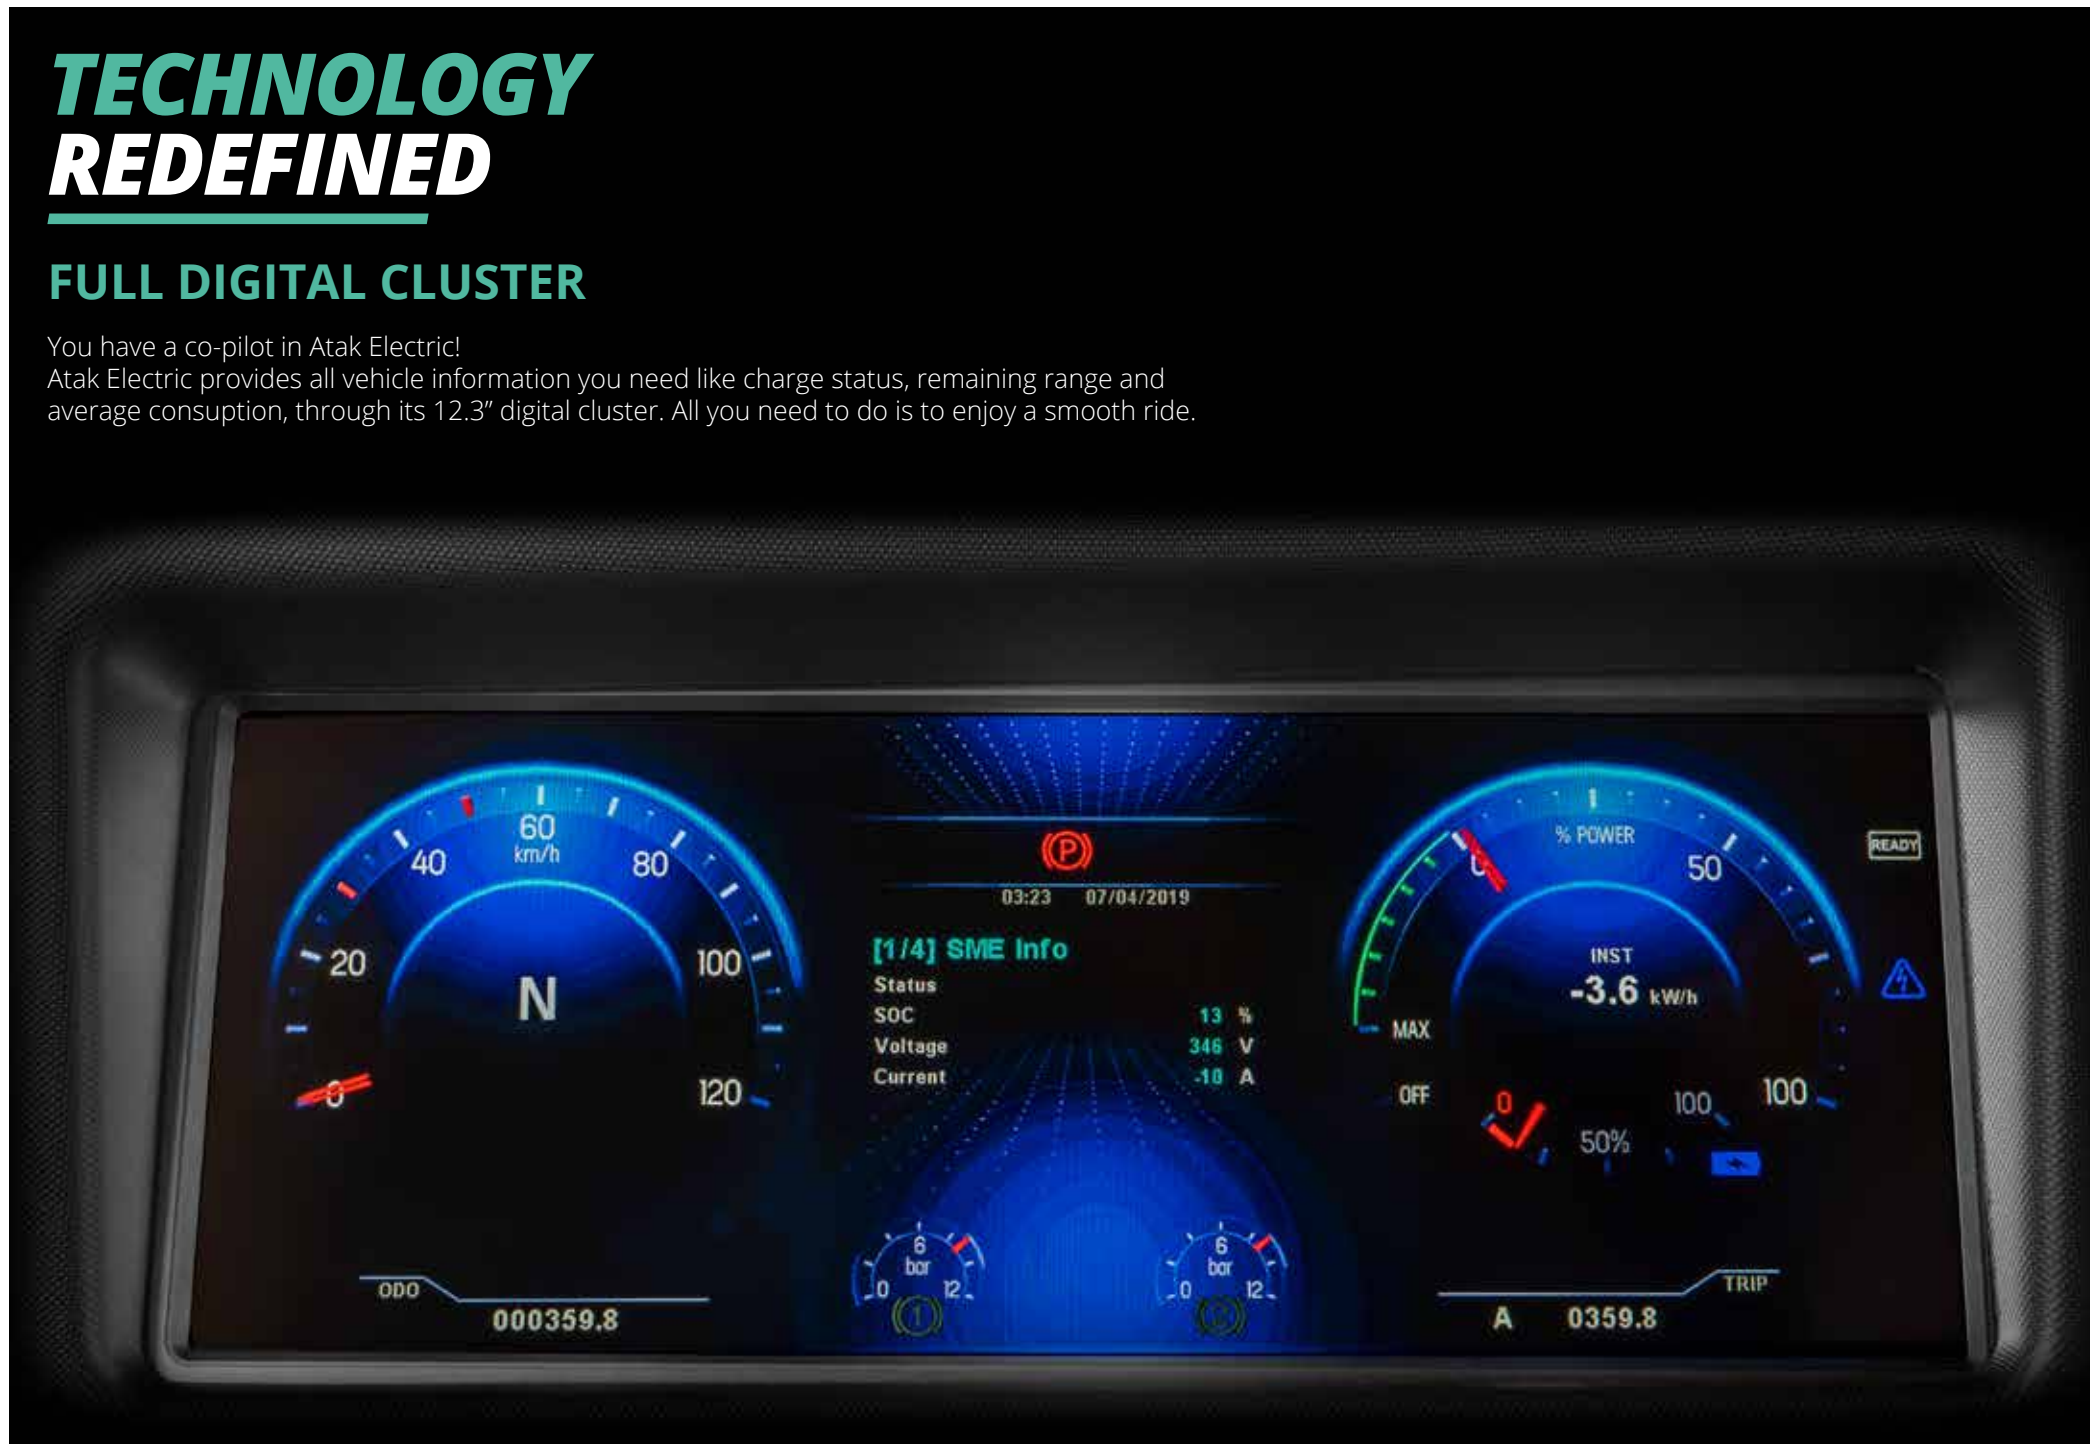 TECHNOLOGY
REDEFINED
FULL DIGITAL CLUSTER
You have a co-pilot in Atak Electric!
Atak Electric provides all vehicle information you need like charge status, remaining range and
average consuption, through its 12.3” digital cluster. All you need to do is to enjoy a smooth ride.
0
20
40
60
km/h
80
100
120
N
ODO
000359.8
P
03:23 07/04/2019
[1/4] SME Info
Status
SOC 13 %
Voltage 346 V
Current -10 A
0
6
bar
12
1
0
6
bar
12
2
% POWER
0
50
100
MAX
OFF
INST
-3.6 kW/h
0
50%
100
READY
TRIP
A 0359.8